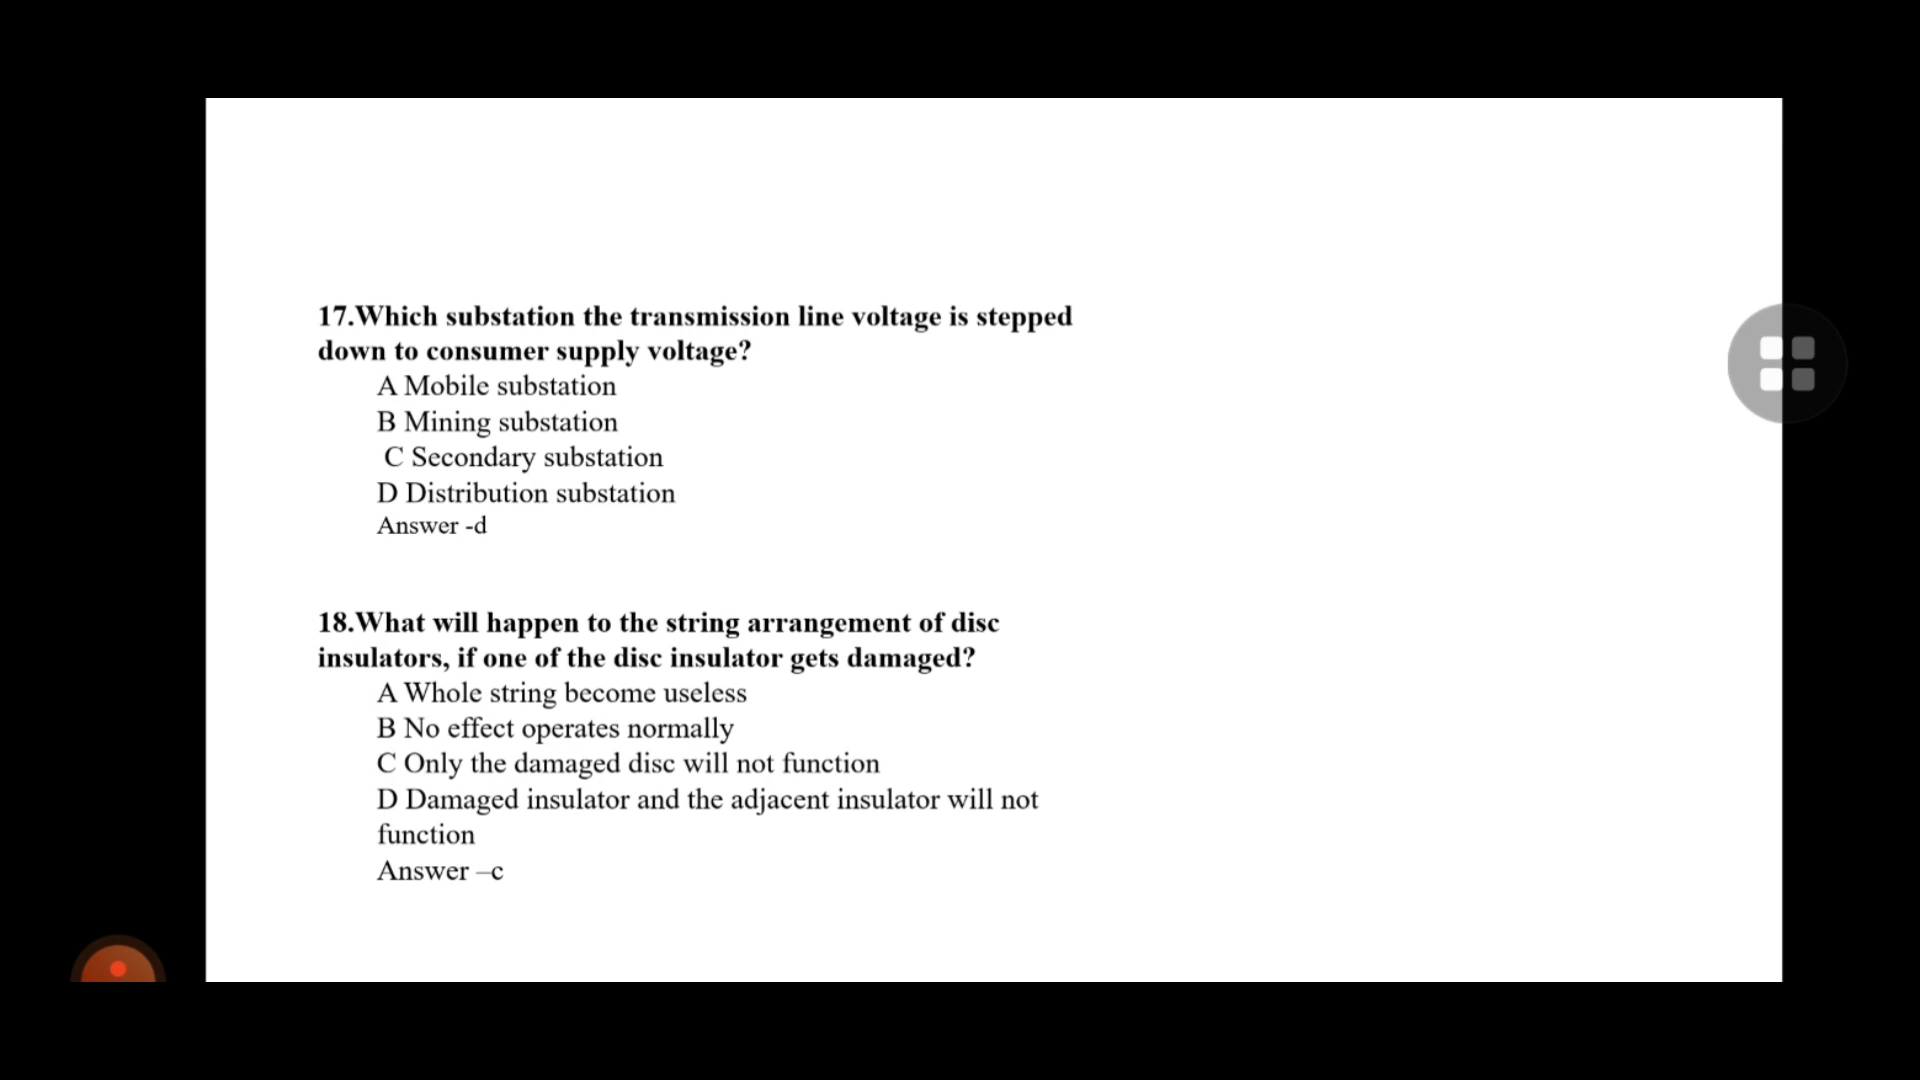 17.Which substation the transmission line voltage is stepped
down to consumer supply voltage?
A Mobile substation
B Mining substation
C Secondary substation
D Distribution substation
Answer -d
18.What will happen to the string arrangement of disc
insulators, if one of the disc insulator gets damaged?
A Whole string become useless
B No effect operates normally
C Only the damaged disc will not function
D Damaged insulator and the adjacent insulator will not
function
Answer –c